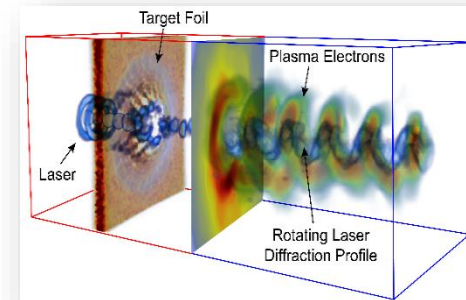 Target Foil
Plasma Electrons
Laser
Rotating Laser
Diffraction Profile